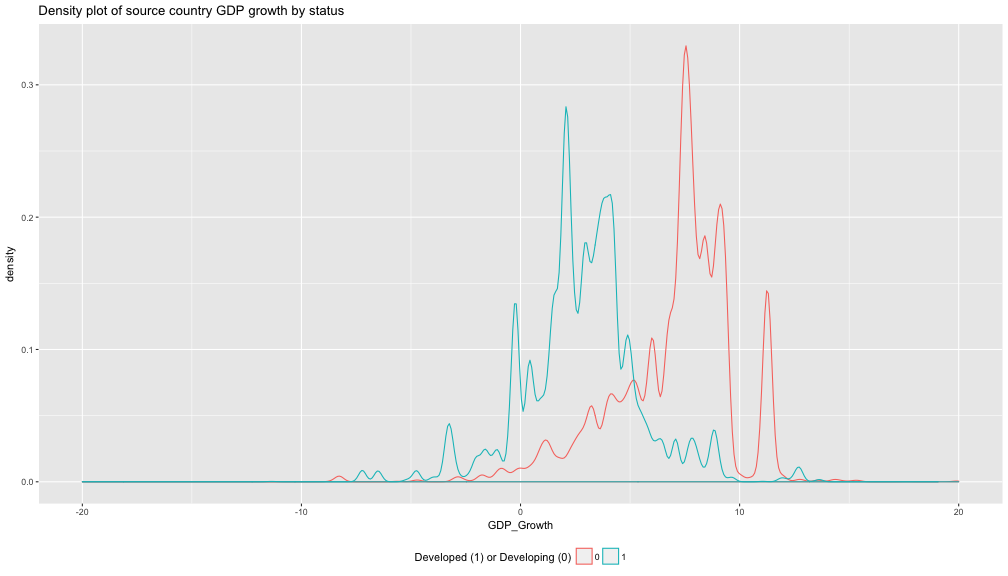 Density plot of source country GDP growth by status
density
0.3
0.2
0.1
0.0
-20
-10
0
10
20
GDP_Growth
Developed (1) or Developing (0) 0 1